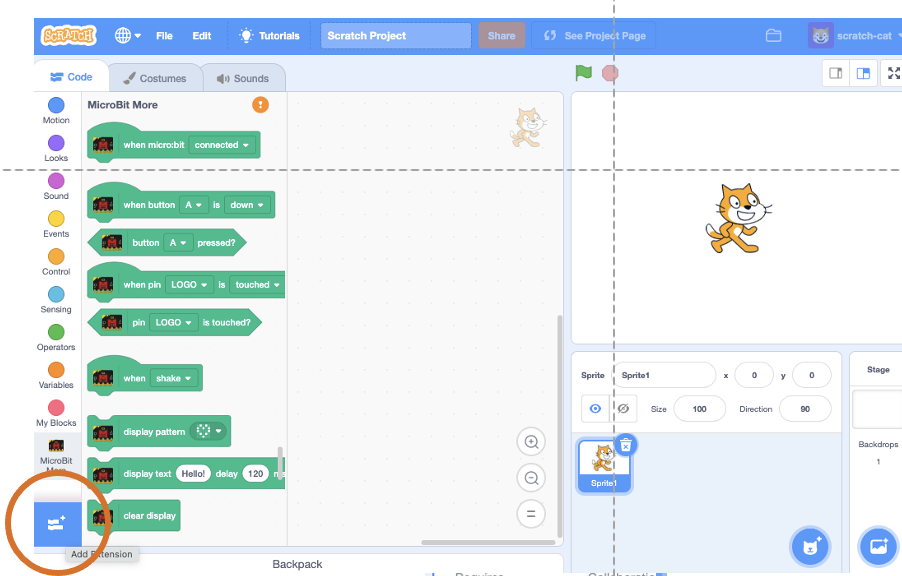 SCRATCH File Edit Tutorials Scratch Project Share See Project Page scratch-cat
Code Costumes Sounds
Motion
Looks
Sound
Events
Control
Sensing
Operators
Variables
My Blocks
MicroBit
More
MicroBit More
when micro:bit connected
when button A is down
button A pressed?
when pin LOGO is touched
pin LOGO is touched?
when shake
display pattern
display text Hello! delay 120
clear display
Add Extension
Backpack
Sprite Sprite1 x 0 y 0
Size 100 Direction 90
Sprite1
Stage
Backdrops
1